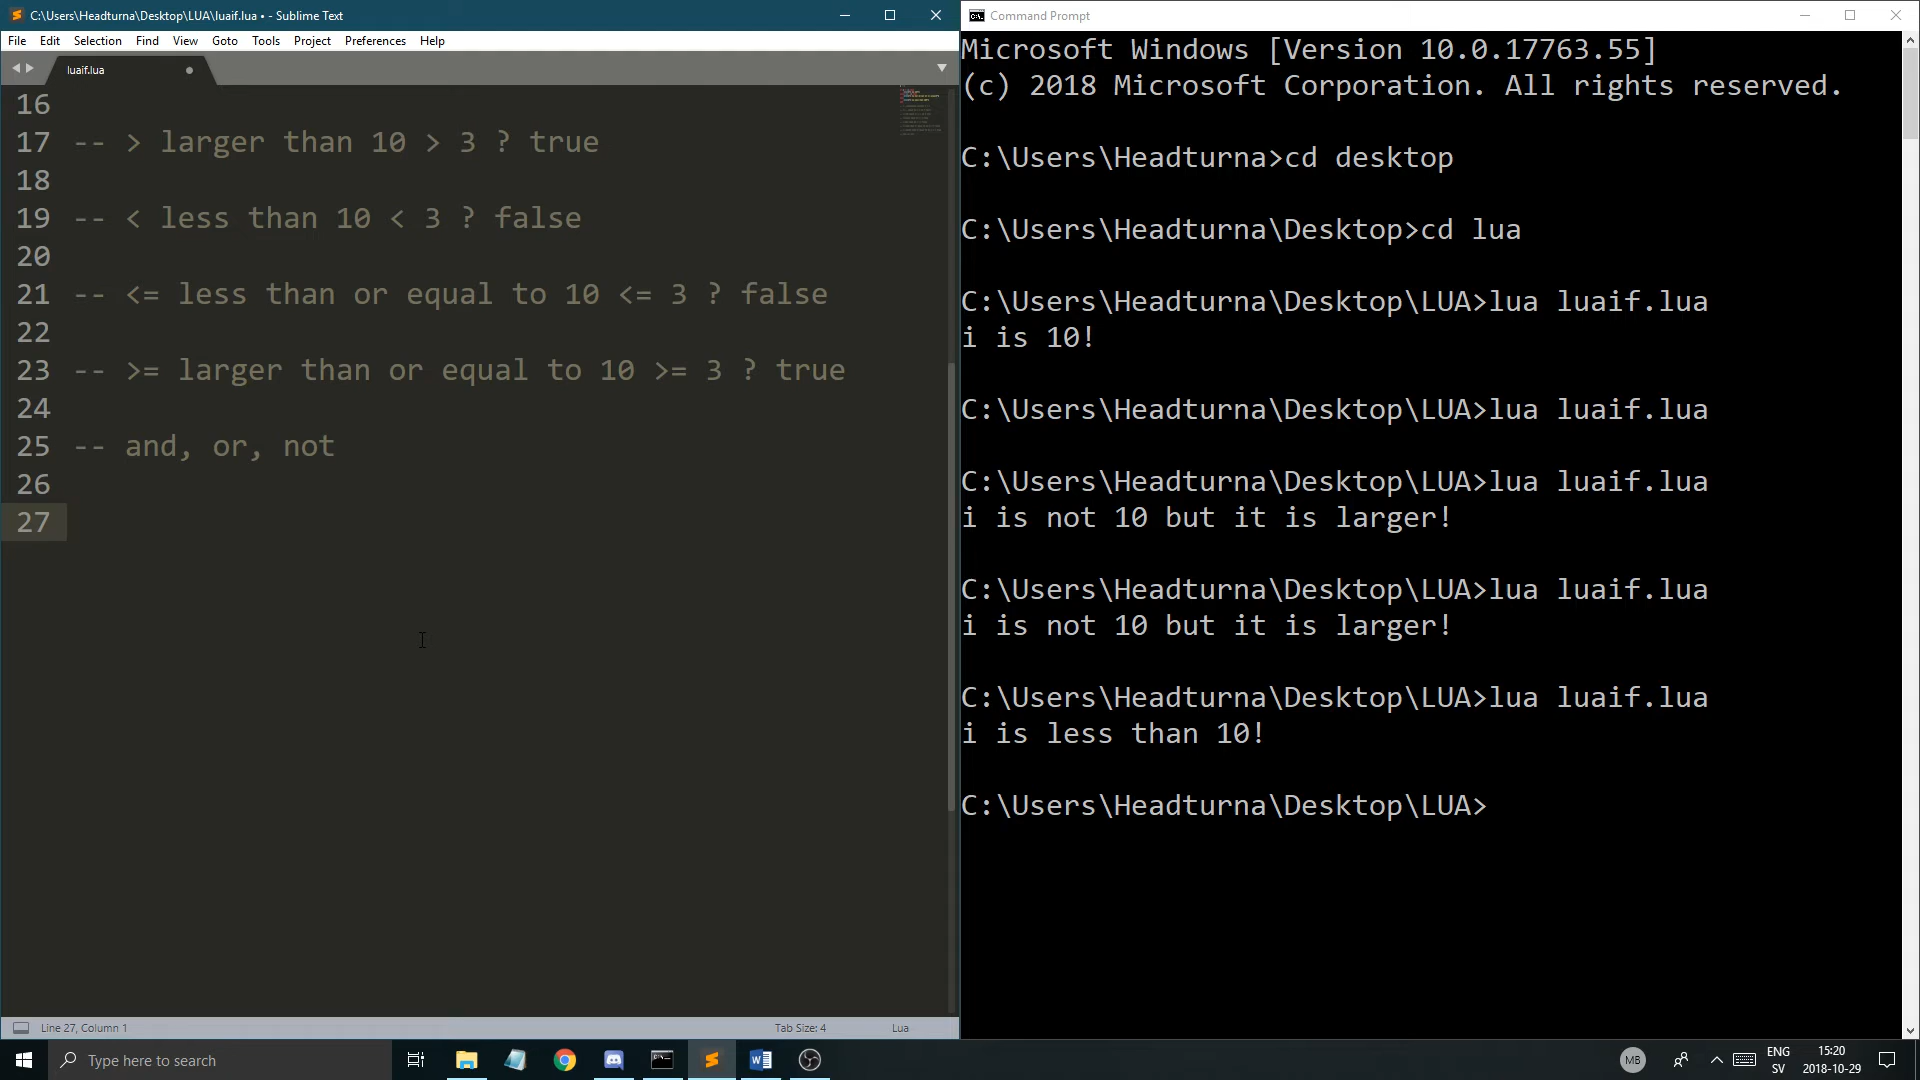 C:\Users\Headturna\Desktop\LUA\luaif.lua • - Sublime Text
File Edit Selection Find View Goto Tools Project Preferences Help
luaif.lua
16
17 -- > larger than 10 > 3 ? true
18
19 -- < less than 10 < 3 ? false
20
21 -- <= less than or equal to 10 <= 3 ? false
22
23 -- >= larger than or equal to 10 >= 3 ? true
24
25 -- and, or, not
26
27
Line 27, Column 1
Tab Size: 4
Lua
Command Prompt
Microsoft Windows [Version 10.0.17763.55]
(c) 2018 Microsoft Corporation. All rights reserved.
C:\Users\Headturna>cd desktop
C:\Users\Headturna\Desktop>cd lua
C:\Users\Headturna\Desktop\LUA>lua luaif.lua
i is 10!
C:\Users\Headturna\Desktop\LUA>lua luaif.lua
C:\Users\Headturna\Desktop\LUA>lua luaif.lua
i is not 10 but it is larger!
C:\Users\Headturna\Desktop\LUA>lua luaif.lua
i is not 10 but it is larger!
C:\Users\Headturna\Desktop\LUA>lua luaif.lua
i is less than 10!
C:\Users\Headturna\Desktop\LUA>
Type here to search
MB
ENG
SV
15:20
2018-10-29